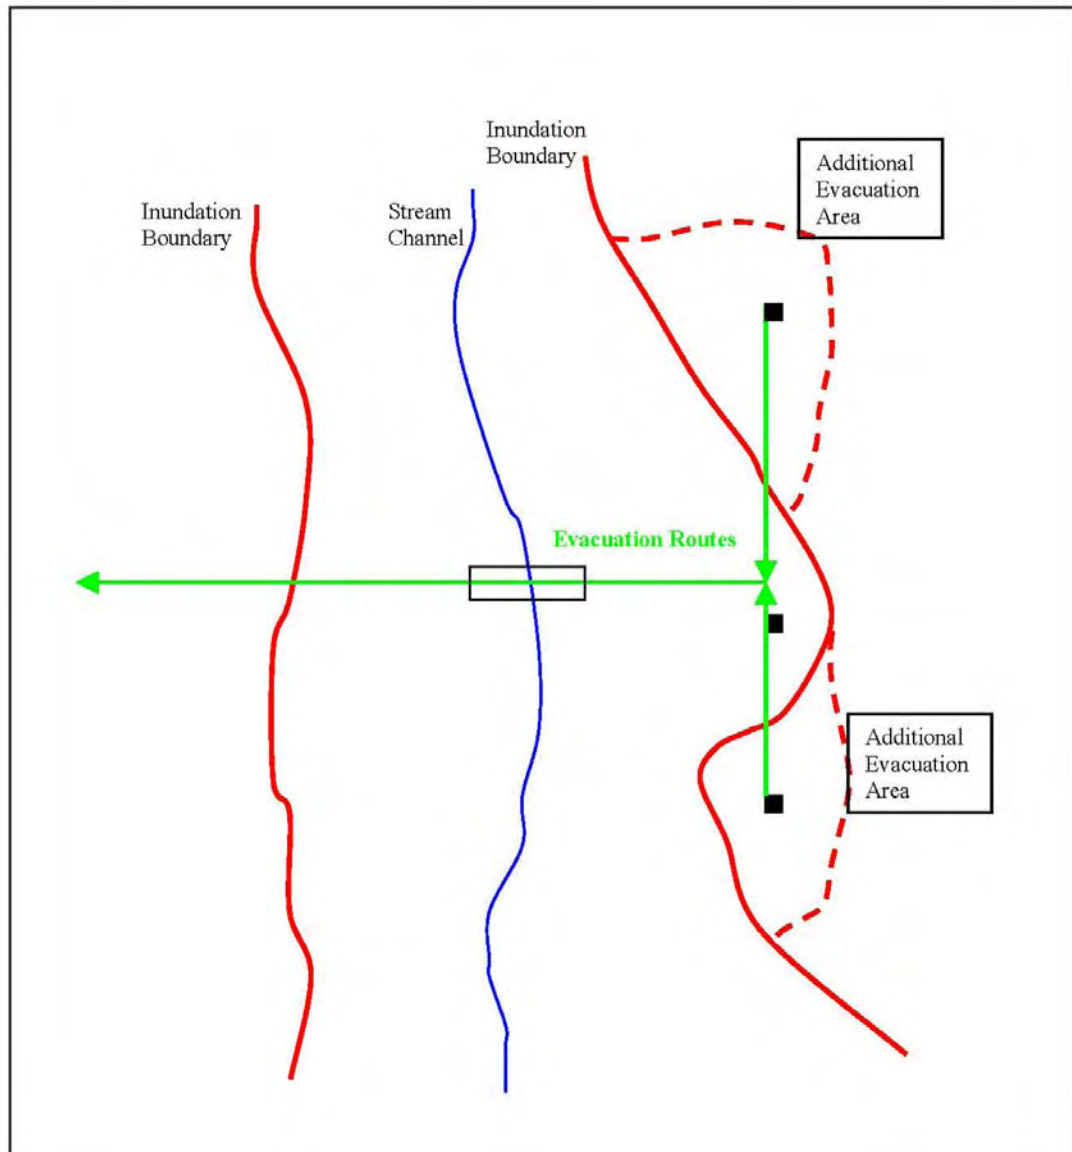 Inundation
Boundary
Additional
Evacuation
Area
Inundation
Boundary
Stream
Channel
Evacuation Routes
Additional
Evacuation
Area